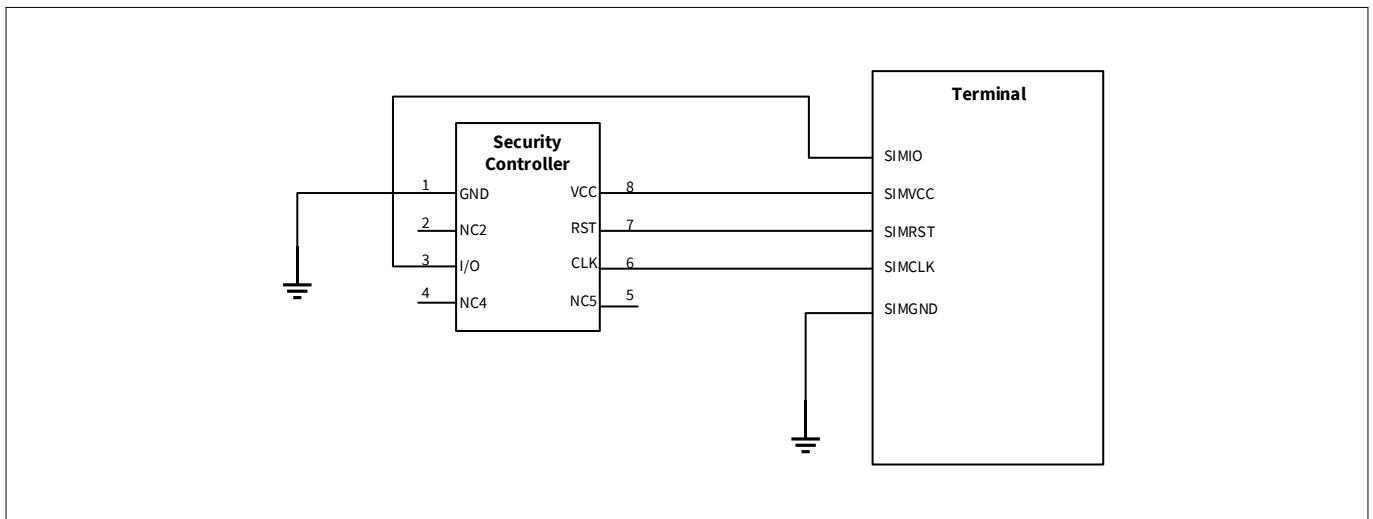 Terminal
Security
Controller
SIMIO
1
GND
VCC
8
SIMVCC
2
NC2
RST
7
SIMRST
3
I/O
CLK
6
SIMCLK
4
NC4
NC5
5
SIMGND